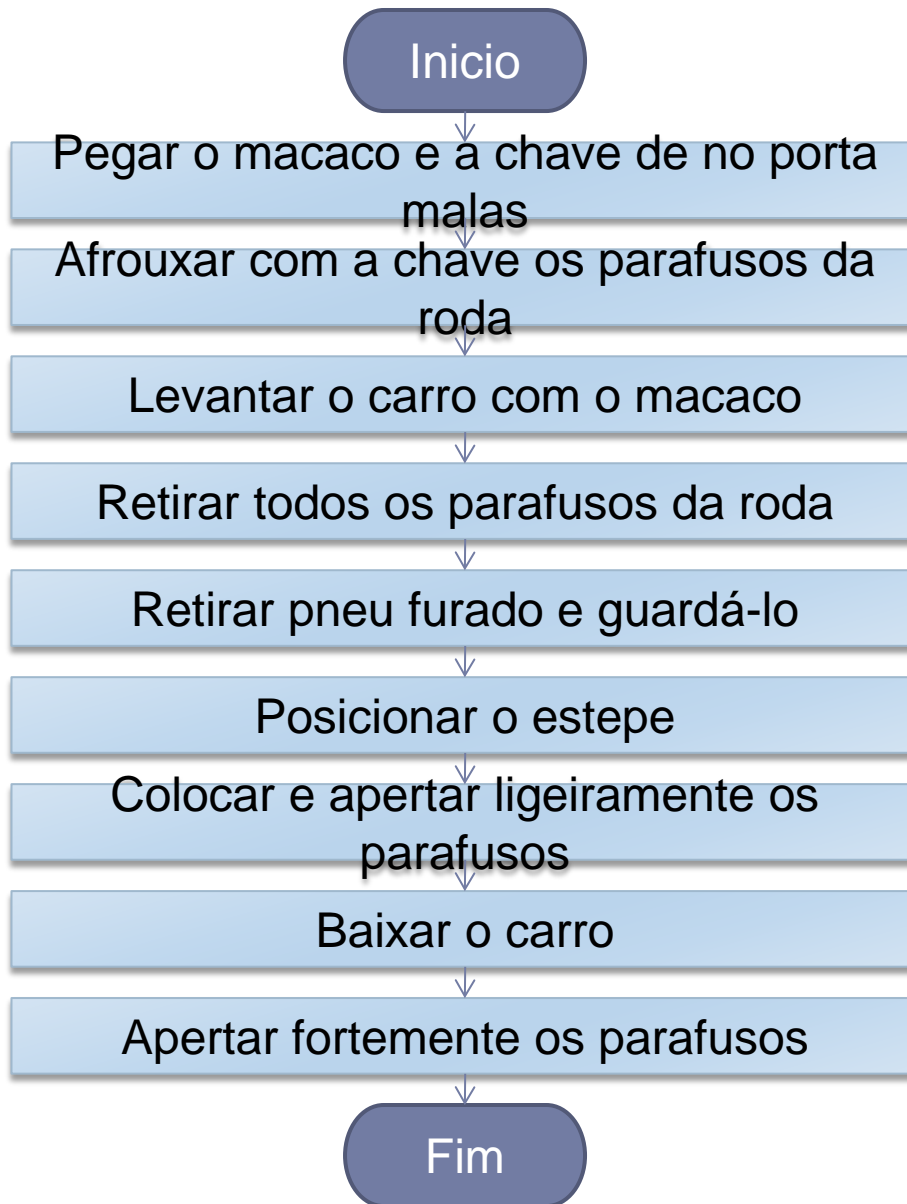 Inicio
Pegar o macaco e a chave de no porta
malas
Afrouxar com a chave os parafusos da
roda
Levantar o carro com o macaco
Retirar todos os parafusos da roda
Retirar pneu furado e guardá-lo
Posicionar o estepe
Colocar e apertar ligeiramente os
parafusos
Baixar o carro
Apertar fortemente os parafusos
Fim